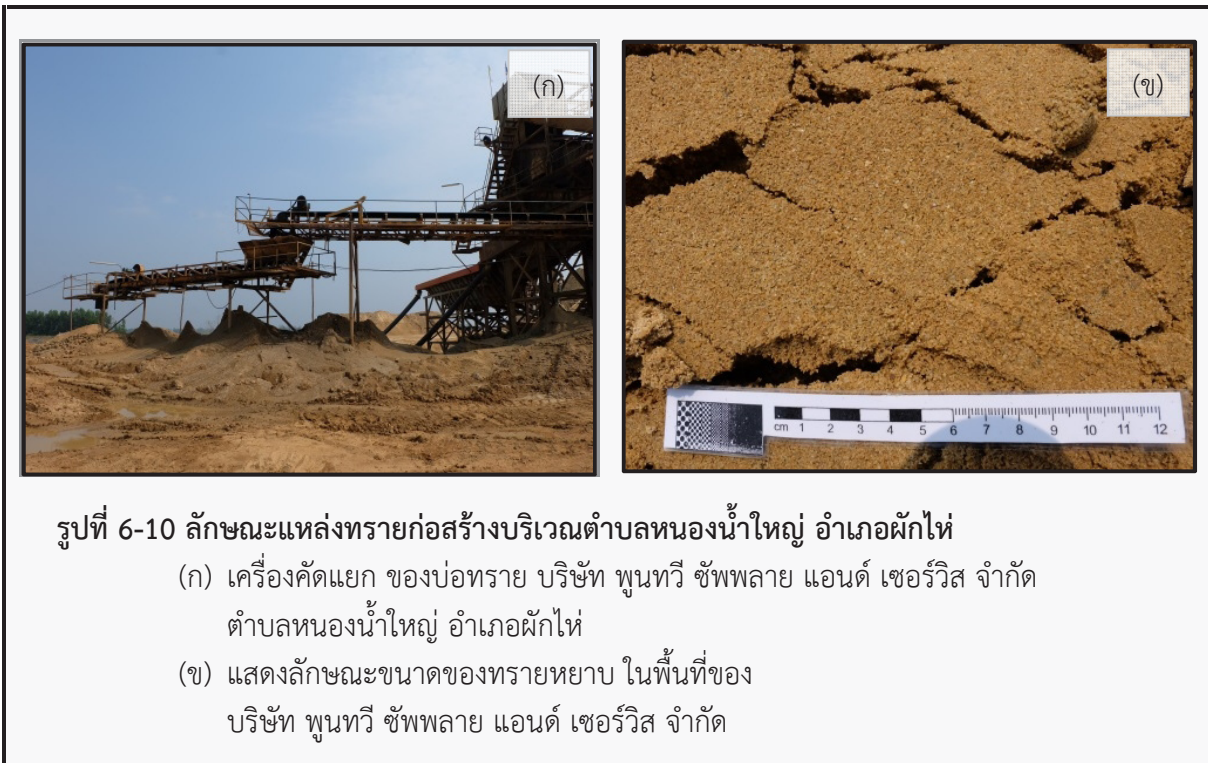 (ก)
(ข)
cm 1 2 3 4 5 6 7 8 9 10 11 12
รูปที่ 6-10 ลักษณะแหล่งทรายก่อสร้างบริเวณตำบลหนองน้ำใหญ่ อำเภอผักไห่
(ก) เครื่องคัดแยก ของบ่อทราย บริษัท พูนทวี ซัพพลาย แอนด์ เซอร์วิส จำกัด
ตำบลหนองน้ำใหญ่ อำเภอผักไห่
(ข) แสดงลักษณะขนาดของทรายหยาบ ในพื้นที่ของ
บริษัท พูนทวี ซัพพลาย แอนด์ เซอร์วิส จำกัด